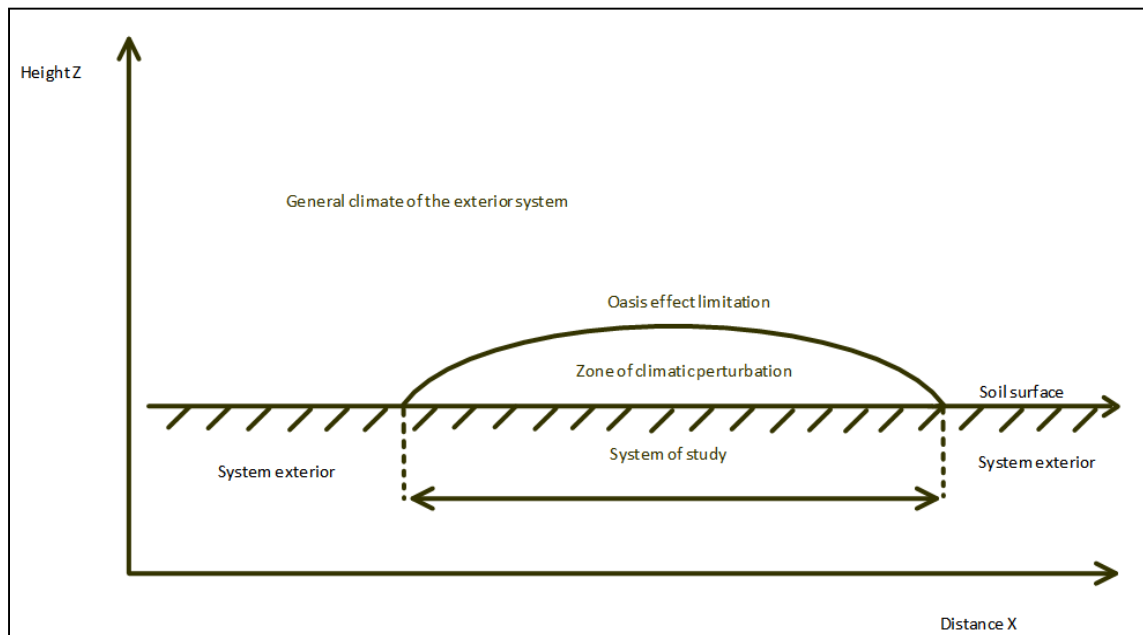 Height Z
General climate of the exterior system
Oasis effect limitation
Zone of climatic perturbation
Soil surface
System of study
System exterior
System exterior
Distance X